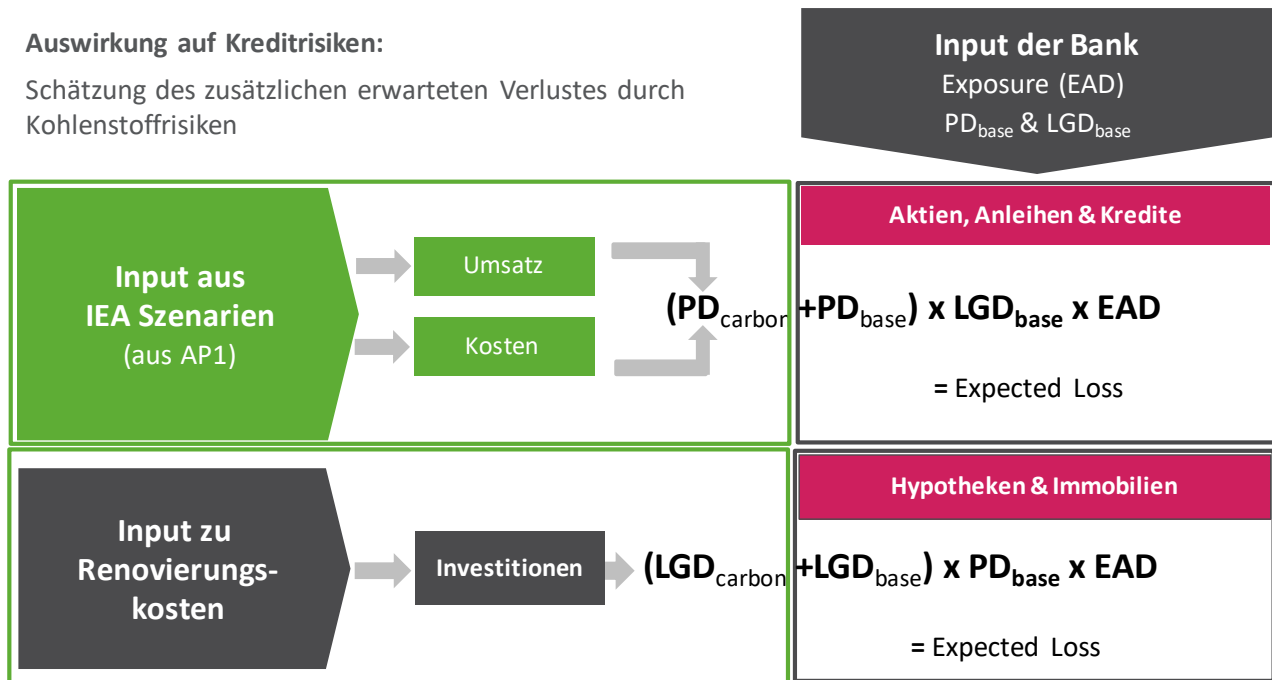 Auswirkung auf Kreditrisiken:
Schätzung des zusätzlichen erwarteten Verlustes durch
Kohlenstoffrisiken
Input der Bank
Exposure (EAD)
PDbase & LGDbase
Input aus
IEA Szenarien
(aus AP1)
Umsatz
Kosten
Aktien, Anleihen & Kredite
(PDcarbon +PDbase) x LGDbase x EAD
= Expected Loss
Input zu
Renovierungs-
kosten
Investitionen
Hypotheken & Immobilien
(LGDcarbon +LGDbase) x PDbase x EAD
= Expected Loss